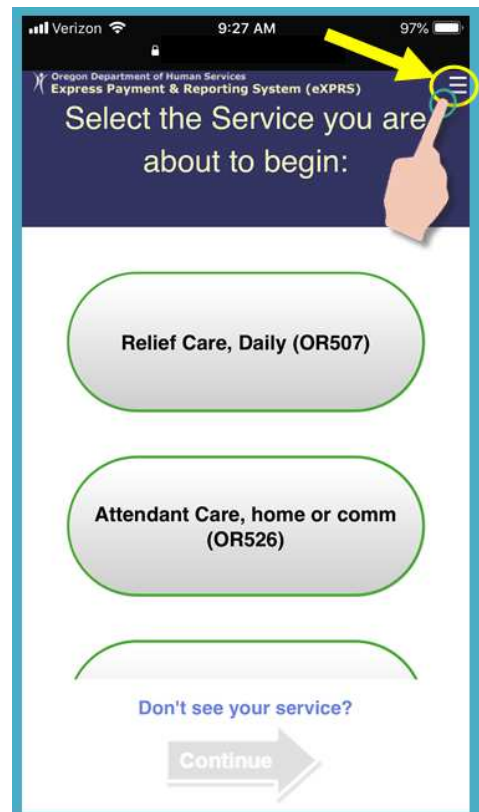 Verizon 9:27 AM 97%
Oregon Department of Human Services
Express Payment & Reporting System (eXPRS)
Select the Service you are
about to begin:
Relief Care, Daily (OR507)
Attendant Care, home or comm
(OR526)
Don't see your service?
Continue